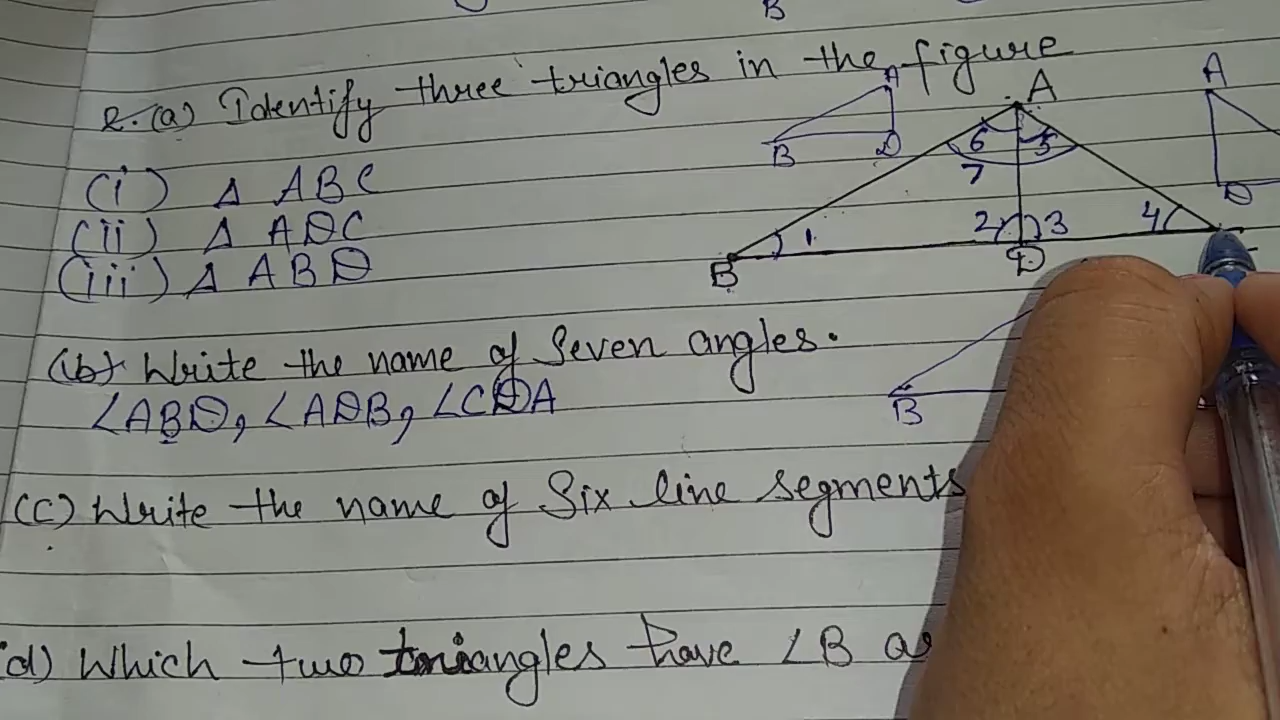 B
2.(a) Identify three triangles in the figure
A
B
D
A
D
A
6 5
7
1
2 3
4
B
D
(i) Δ ABC
(ii) Δ ADC
(iii) Δ ABD
(b) Write the name of Seven angles.
∠ABD, ∠ADB, ∠CDA
B
(c) Write the name of Six line segments
(d) Which two triangles have ∠B as